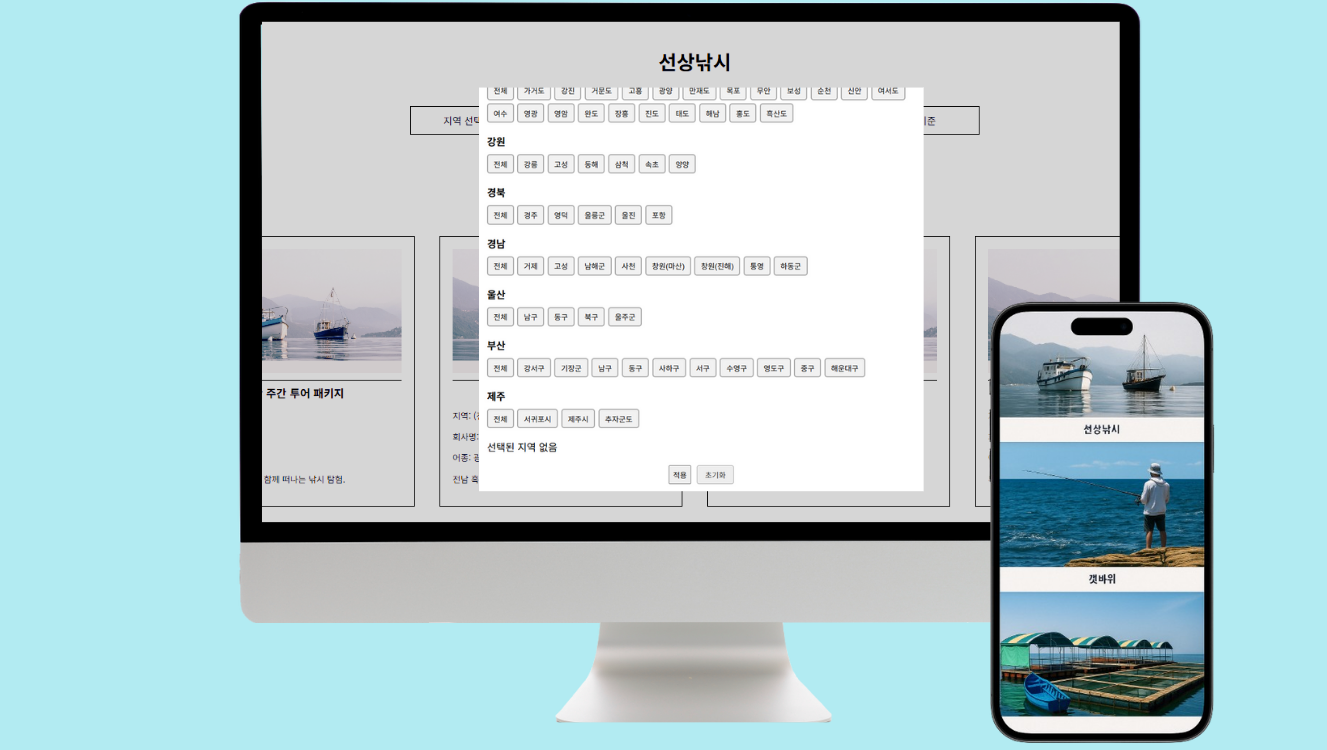 선상낚시
전체 가거도 강진 거문도 고흥 광양 만재도 목포 무안 보성 순천 신안 여서도
지역 선택
기준
여수 영광 영암 완도 장흥 진도 태도 해남 홍도 흑산도
강원
전체 강릉 고성 동해 삼척 속초 양양
경북
전체 경주 영덕 울릉군 울진 포항
경남
전체 거제 고성 남해군 사천 창원(마산) 창원(진해) 통영 하동군
울산
전체 남구 동구 북구 울주군
부산
전체 강서구 기장군 남구 동구 사하구 서구 수영구 영도구 중구 해운대구
제주
전체 서귀포시 제주시 추자군도
선택된 지역 없음
적용 초기화
주간 투어 패키지
함께 떠나는 낚시 탐험.
지역:
회사명:
어종:
전남
선상낚시
갯바위